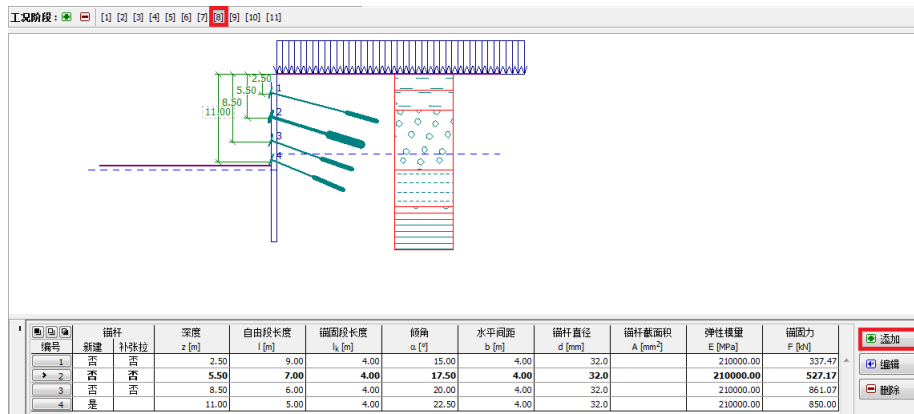 工况阶段: [1] [2] [3] [4] [5] [6] [7] [8] [9] [10] [11]
2.50
5.50
8.50
11.00
1
2
3
4
编号 锚杆 深度 自由段长度 锚固段长度 倾角 水平间距 锚杆直径 锚杆截面积 弹性模量 锚固力
新建 补张拉 z [m] l [m] lk [m] α [°] b [m] d [mm] A [mm²] E [MPa] F [kN]
1 否 否 2.50 9.00 4.00 15.00 4.00 32.0 210000.00 337.47
2 否 否 5.50 7.00 4.00 17.50 4.00 32.0 210000.00 527.17
3 否 否 8.50 6.00 4.00 20.00 4.00 32.0 210000.00 861.07
4 是 11.00 5.00 4.00 22.50 4.00 32.0 210000.00 850.00
添加
编辑
删除